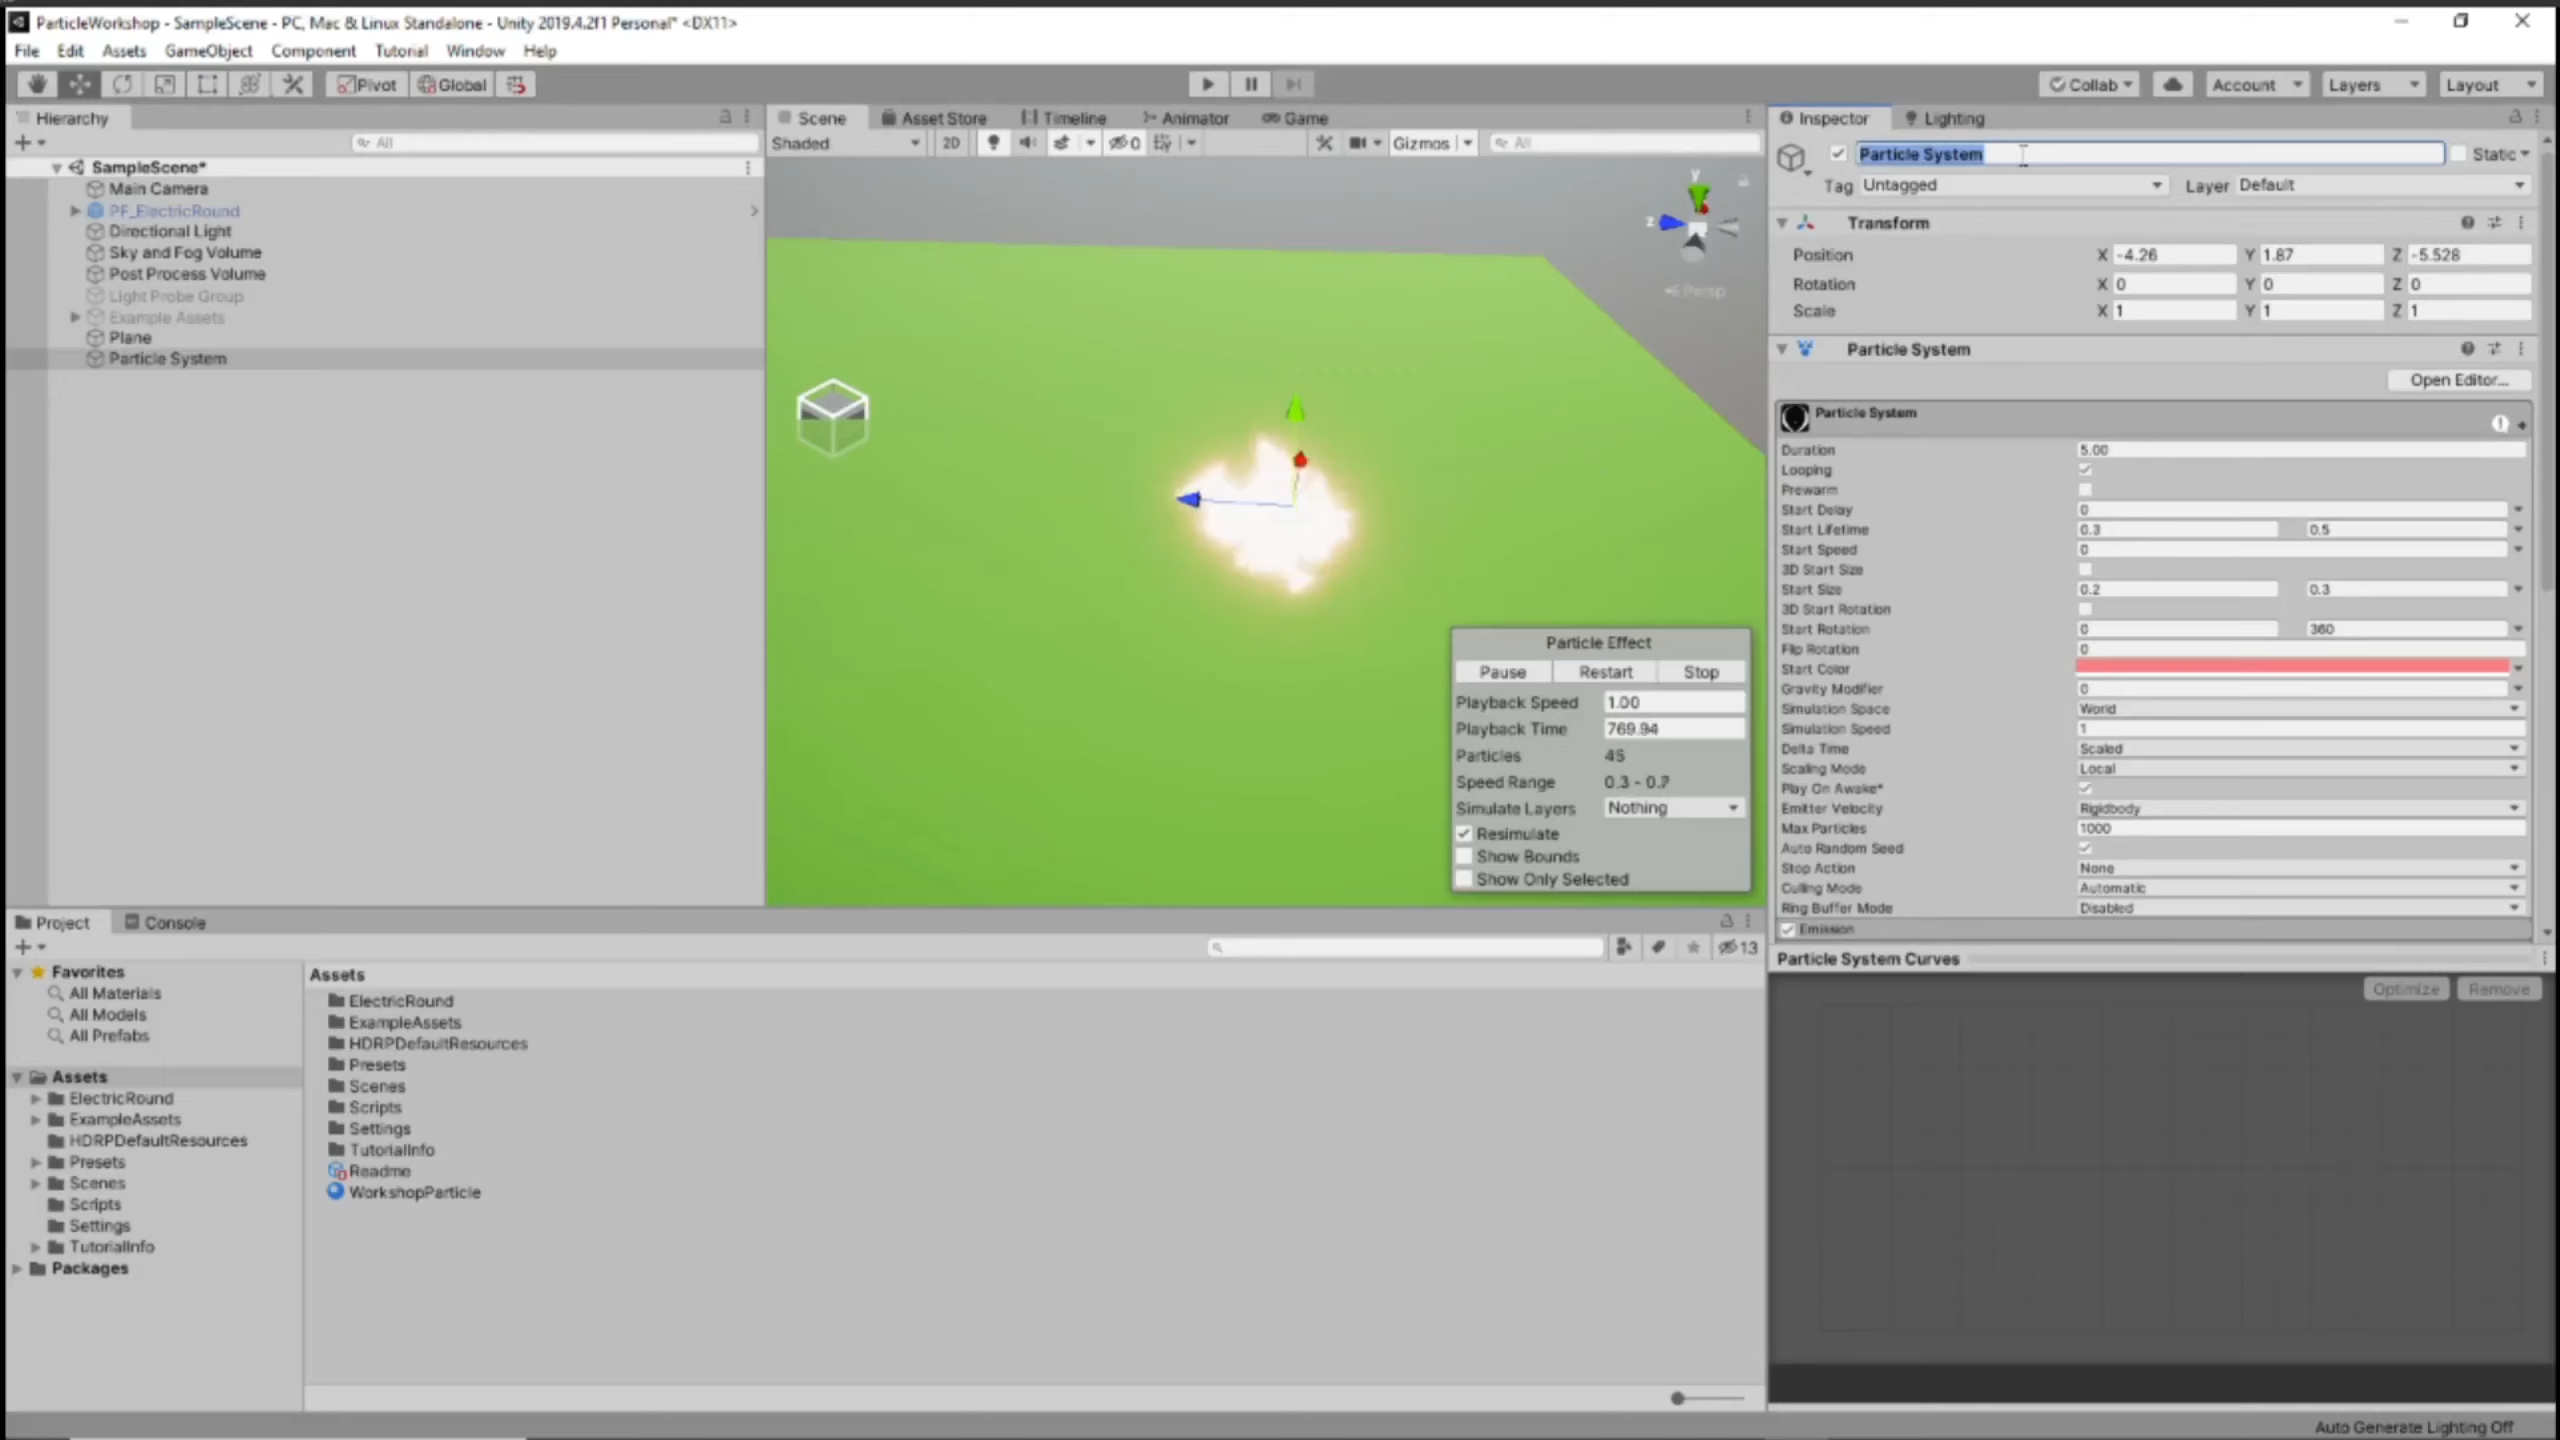 ParticleWorkshop - SampleScene - PC, Mac & Linux Standalone - Unity 2019.4.2f1 Personal* <DX11>
File Edit Assets GameObject Component Tutorial Window Help
Pivot Global Collab Account Layers Layout
Hierarchy
All
SampleScene*
Main Camera
PF_ElectricRound
Directional Light
Sky and Fog Volume
Post Process Volume
Light Probe Group
Example Assets
Plane
Particle System
Scene Asset Store Timeline Animator Game
Shaded 2D 0 Gizmos All
y
z
Persp
Particle Effect
Pause Restart Stop
Playback Speed 1.00
Playback Time 769.94
Particles 45
Speed Range
Simulate Layers Nothing
Resimulate
Show Bounds
Show Only Selected
Inspector Lighting
Particle System Static
Tag Untagged Layer Default
Transform
Position X -4.26 Y 1.87 Z -5.528
Rotation X 0 Y 0 Z 0
Scale X 1 Y 1 Z 1
Particle System
Open Editor...
Particle System
Duration 5.00
Looping
Prewarm
Start Delay 0
Start Lifetime 0.3 0.5
Start Speed 0
3D Start Size
Start Size 0.2 0.3
3D Start Rotation
Start Rotation 0 360
Flip Rotation 0
Start Color
Gravity Modifier 0
Simulation Space World
Simulation Speed 1
Delta Time Scaled
Scaling Mode Local
Play On Awake*
Emitter Velocity Rigidbody
Max Particles 1000
Auto Random Seed
Stop Action None
Culling Mode Automatic
Ring Buffer Mode Disabled
Emission
Particle System Curves
Optimize Remove
Project Console
13
Favorites
All Materials
All Models
All Prefabs
Assets
ElectricRound
ExampleAssets
HDRPDefaultResources
Presets
Scenes
Scripts
Settings
TutorialInfo
Packages
Assets
ElectricRound
ExampleAssets
HDRPDefaultResources
Presets
Scenes
Scripts
Settings
TutorialInfo
Readme
WorkshopParticle
Auto Generate Lighting Off